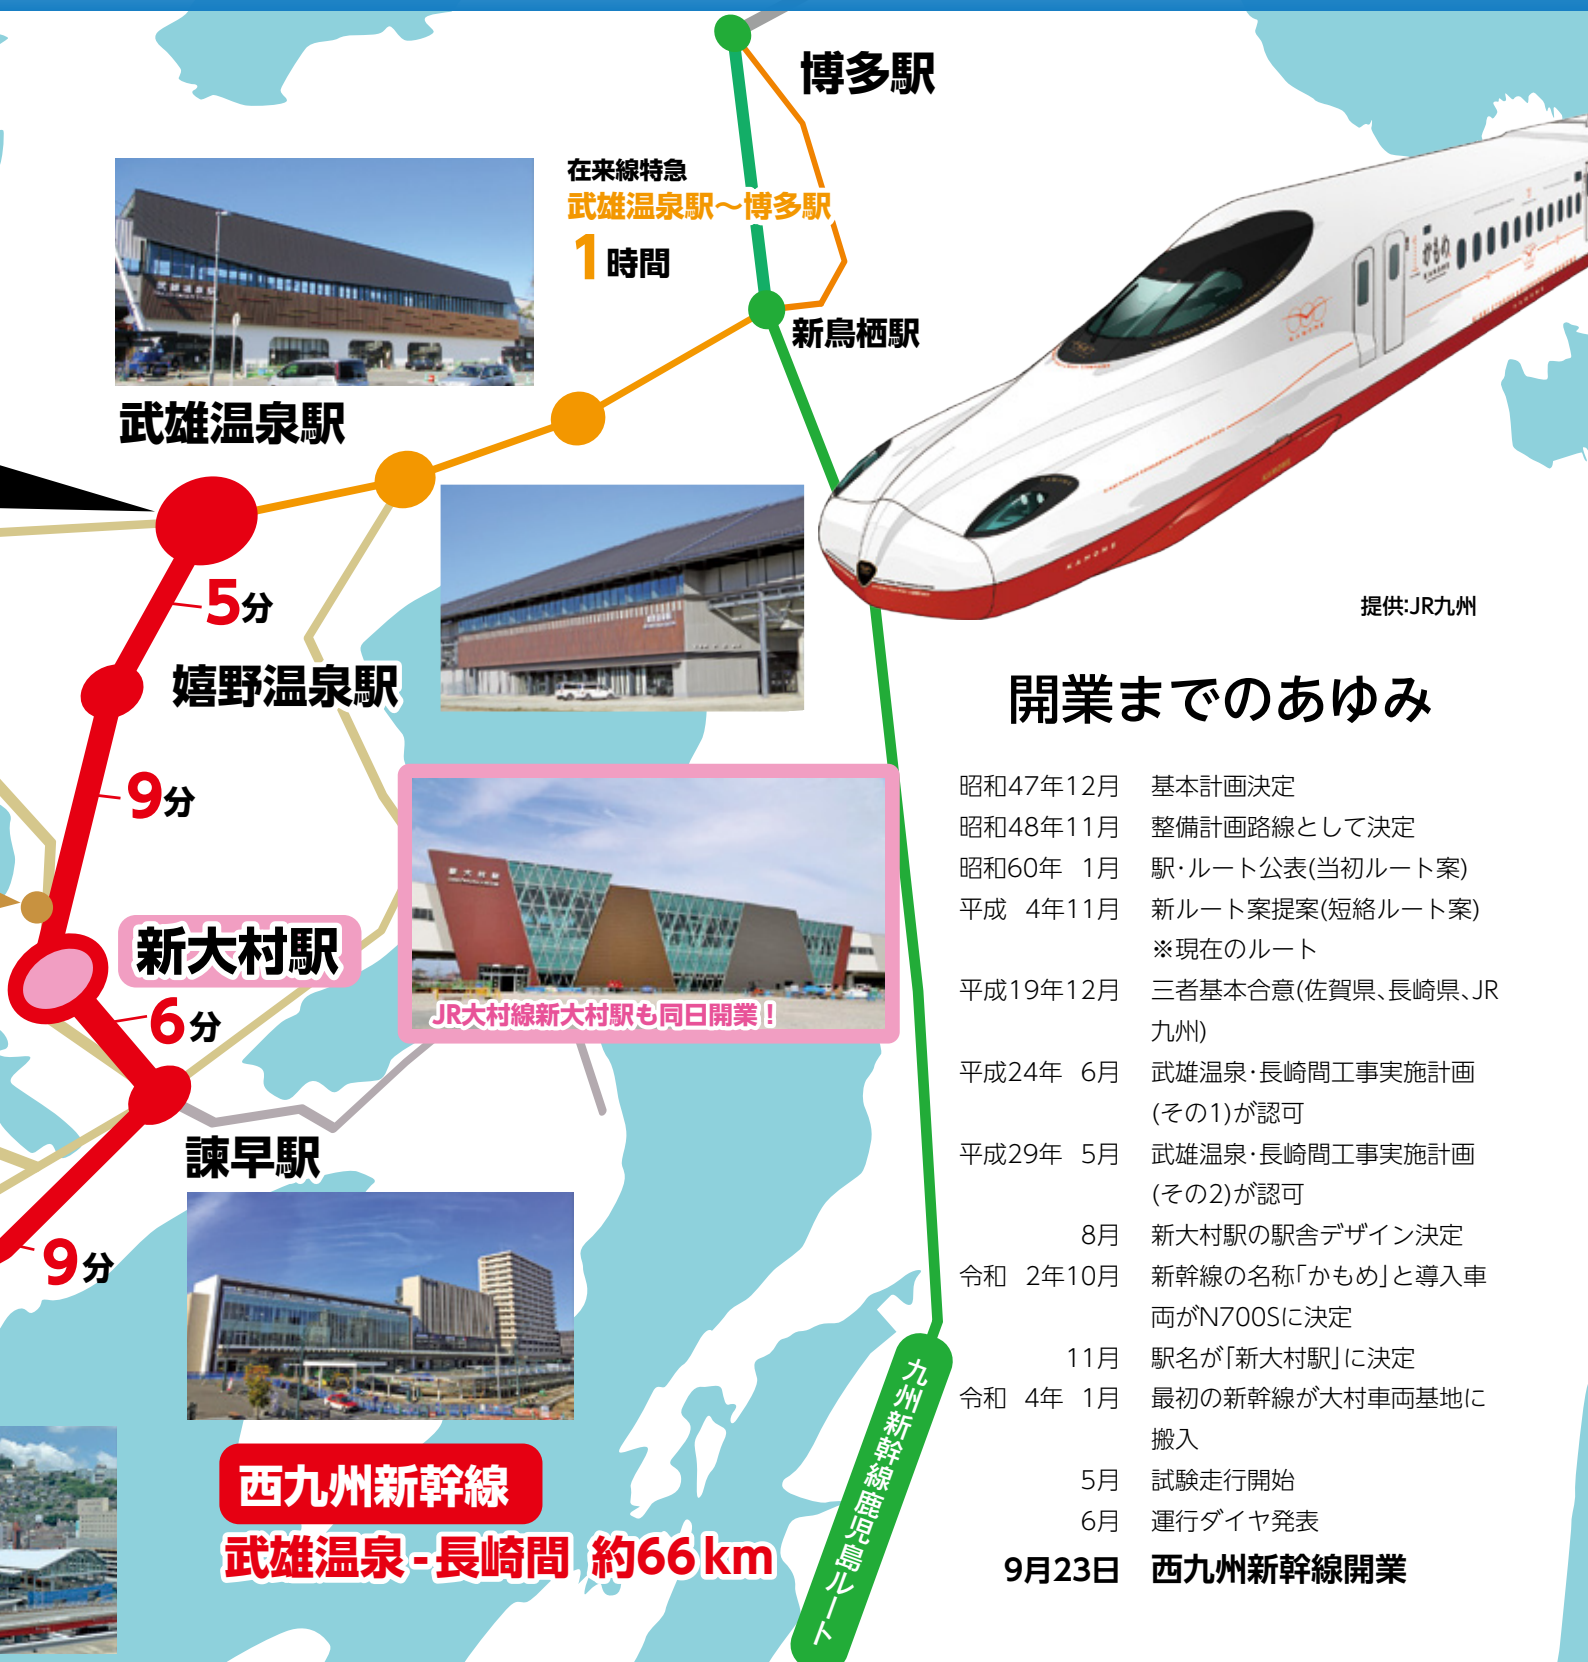 博多駅
在来線特急
武雄温泉駅～博多駅
1時間
新鳥栖駅
武雄温泉駅
武雄温泉駅
5分
嬉野温泉駅
9分
新大村駅
新大村駅
JR大村線新大村駅も同日開業！
6分
諫早駅
9分
西九州新幹線
武雄温泉-長崎間 約66km
九州新幹線鹿児島ルート
かもめ
KAMOME
KAMOME
KAMOME
提供:JR九州
開業までのあゆみ
昭和47年12月 基本計画決定
昭和48年11月 整備計画路線として決定
昭和60年 1月 駅・ルート公表(当初ルート案)
平成 4年11月 新ルート案提案(短絡ルート案)
※現在のルート
平成19年12月 三者基本合意(佐賀県、長崎県、JR
九州)
平成24年 6月 武雄温泉・長崎間工事実施計画
(その1)が認可
平成29年 5月 武雄温泉・長崎間工事実施計画
(その2)が認可
8月 新大村駅の駅舎デザイン決定
令和 2年10月 新幹線の名称「かもめ」と導入車
両がN700Sに決定
11月 駅名が「新大村駅」に決定
令和 4年 1月 最初の新幹線が大村車両基地に
搬入
5月 試験走行開始
6月 運行ダイヤ発表
9月23日 西九州新幹線開業